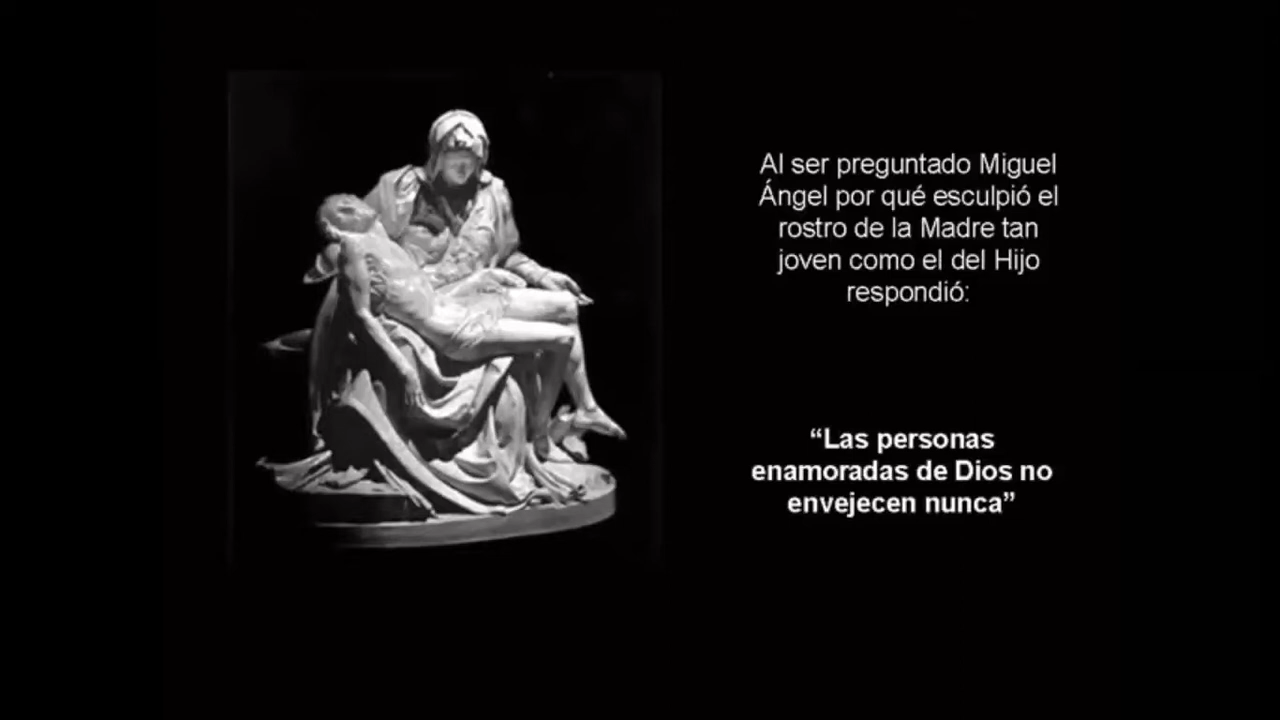 Al ser preguntado Miguel
Ángel por qué esculpió el
rostro de la Madre tan
joven como el del Hijo
respondió:
“Las personas
enamoradas de Dios no
envejecen nunca”